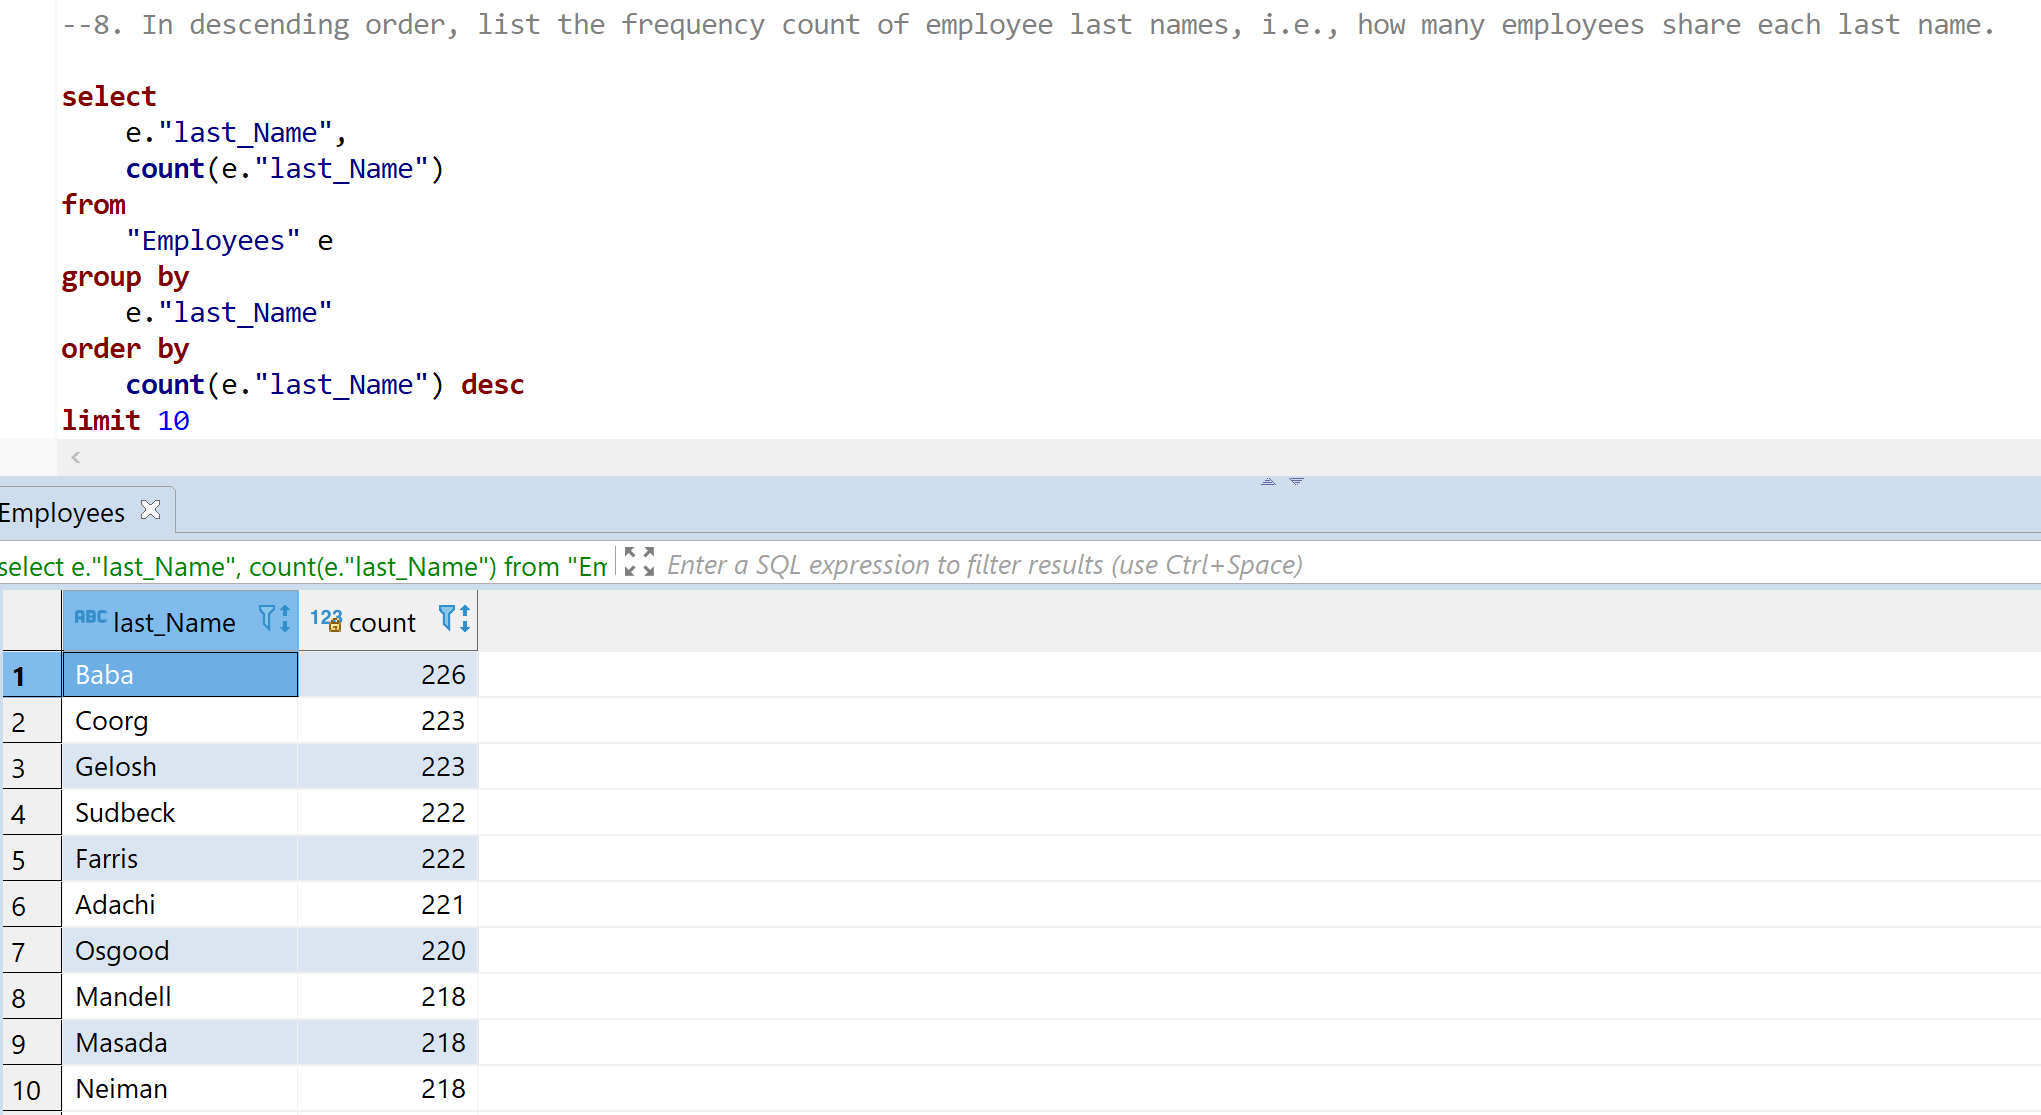 --8. In descending order, list the frequency count of employee last names, i.e., how many employees share each last name.
select
e."last_Name",
count(e."last_Name")
from
"Employees" e
group by
e."last_Name"
order by
count(e."last_Name") desc
limit 10
Employees
select e."last_Name", count(e."last_Name") from "Em
Enter a SQL expression to filter results (use Ctrl+Space)
ABC last_Name 123 count
1 Baba 226
2 Coorg 223
3 Gelosh 223
4 Sudbeck 222
5 Farris 222
6 Adachi 221
7 Osgood 220
8 Mandell 218
9 Masada 218
10 Neiman 218